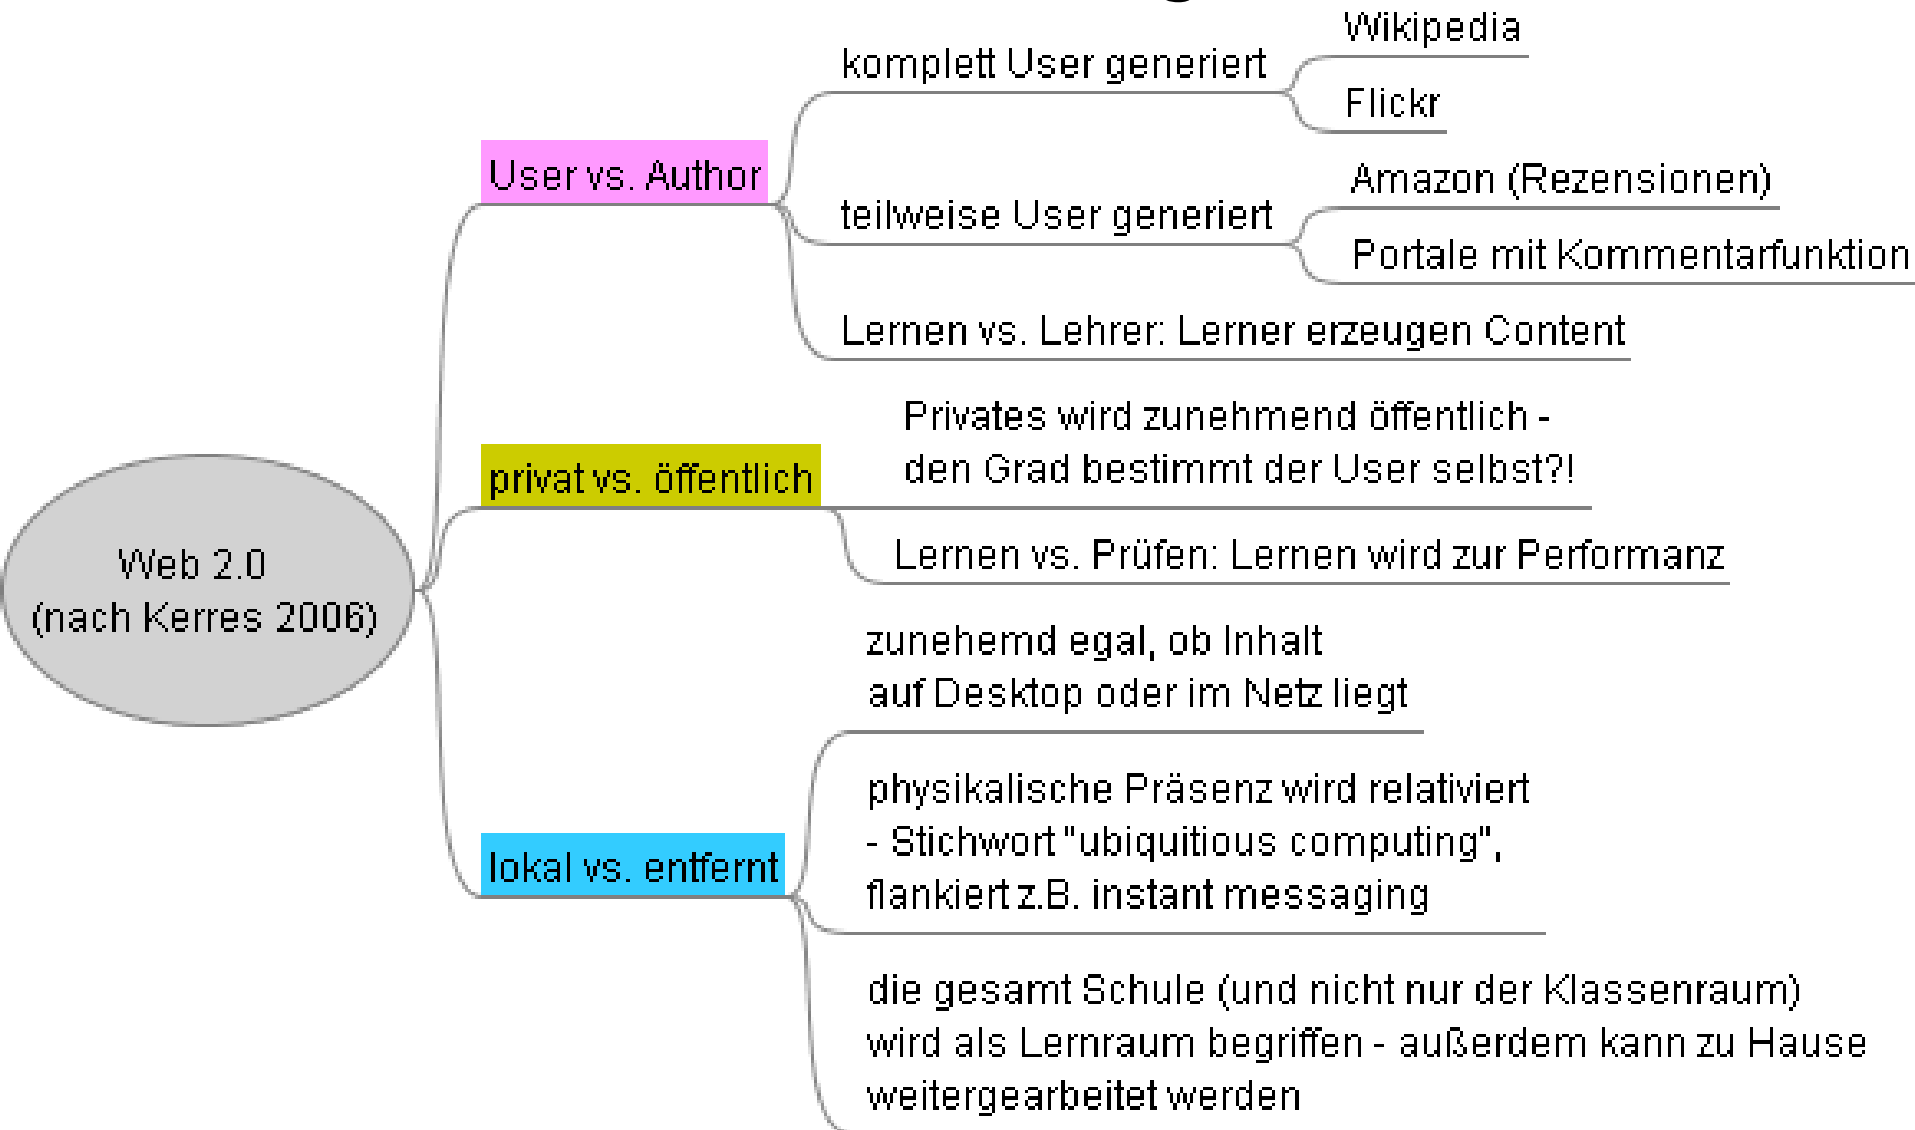 Web 2.0
(nach Kerres 2006)
User vs. Author
komplett User generiert
Wikipedia
Flickr
teilweise User generiert
Amazon (Rezensionen)
Portale mit Kommentarfunktion
Lernen vs. Lehrer: Lerner erzeugen Content
privat vs. öffentlich
Privates wird zunehmend öffentlich -
den Grad bestimmt der User selbst?!
Lernen vs. Prüfen: Lernen wird zur Performanz
lokal vs. entfernt
zunehemd egal, ob Inhalt
auf Desktop oder im Netz liegt
physikalische Präsenz wird relativiert
- Stichwort "ubiquitious computing",
flankiert z.B. instant messaging
die gesamt Schule (und nicht nur der Klassenraum)
wird als Lernraum begriffen - außerdem kann zu Hause
weitergearbeitet werden